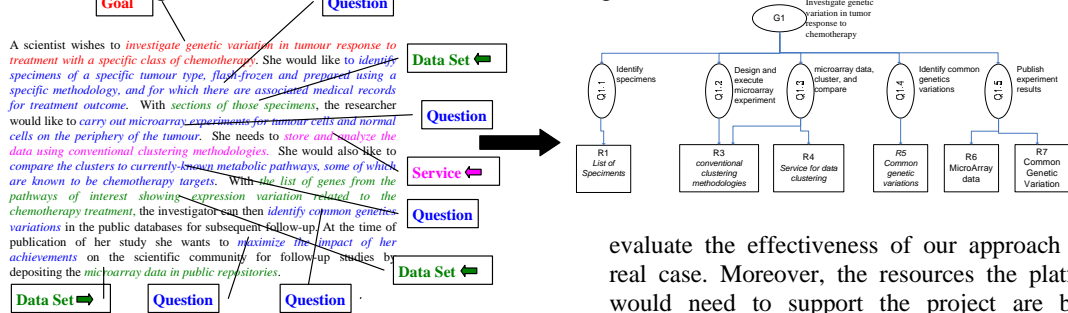 Goal
Question
A scientist wishes to investigate genetic variation in tumour response to
treatment with a specific class of chemotherapy. She would like to identify
specimens of a specific tumour type, flash-frozen and prepared using a
specific methodology, and for which there are associated medical records
for treatment outcome. With sections of those specimens, the researcher
would like to carry out microarray experiments for tumour cells and normal
cells on the periphery of the tumour. She needs to store and analyze the
data using conventional clustering methodologies. She would also like to
compare the clusters to currently-known metabolic pathways, some of which
are known to be chemotherapy targets. With the list of genes from the
pathways of interest showing expression variation related to the
chemotherapy treatment, the investigator can then identify common genetics
variations in the public databases for subsequent follow-up. At the time of
publication of her study she wants to maximize the impact of her
achievements on the scientific community for follow-up studies by
depositing the microarray data in public repositories.
Data Set
Question
Service
Question
Data Set
Data Set
Question
Question
G1
Investigate genetic
variation in tumor
response to
chemotherapy
Q1.1
Identify
specimens
Q1.2
Design and
execute
microarray
experiment
Q1.3
microarray data,
cluster, and
compare
Q1.4
Identify common
genetics
variations
Q1.5
Publish
experiment
results
R1
List of
Speciments
R3
conventional
clustering
methodologies
R4
Service for data
clustering
R5
Common
genetic
variations
R6
MicroArray
data
R7
Common
Genetic
Variation
evaluate the effectiveness of our approach
real case. Moreover, the resources the platf
would need to support the project are b